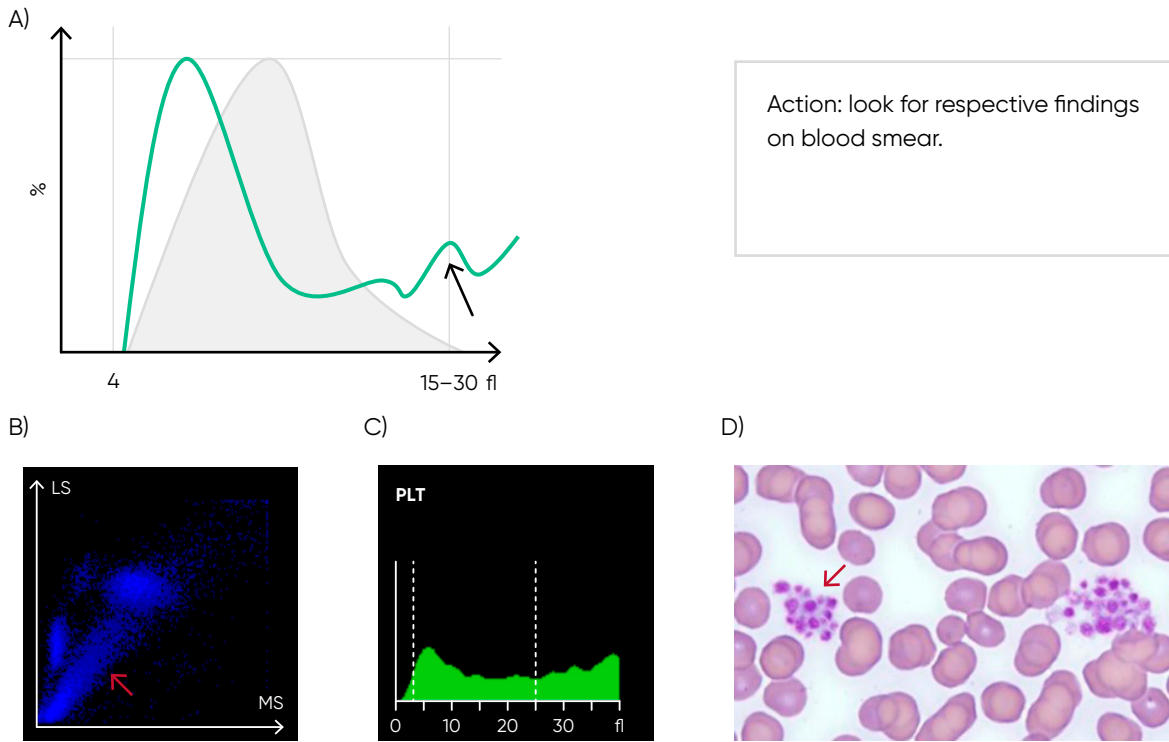 A)
%
4
15–30 fl
Action: look for respective findings
on blood smear.
B)
LS
MS
C)
PLT
0 10 20 30 fl
D)